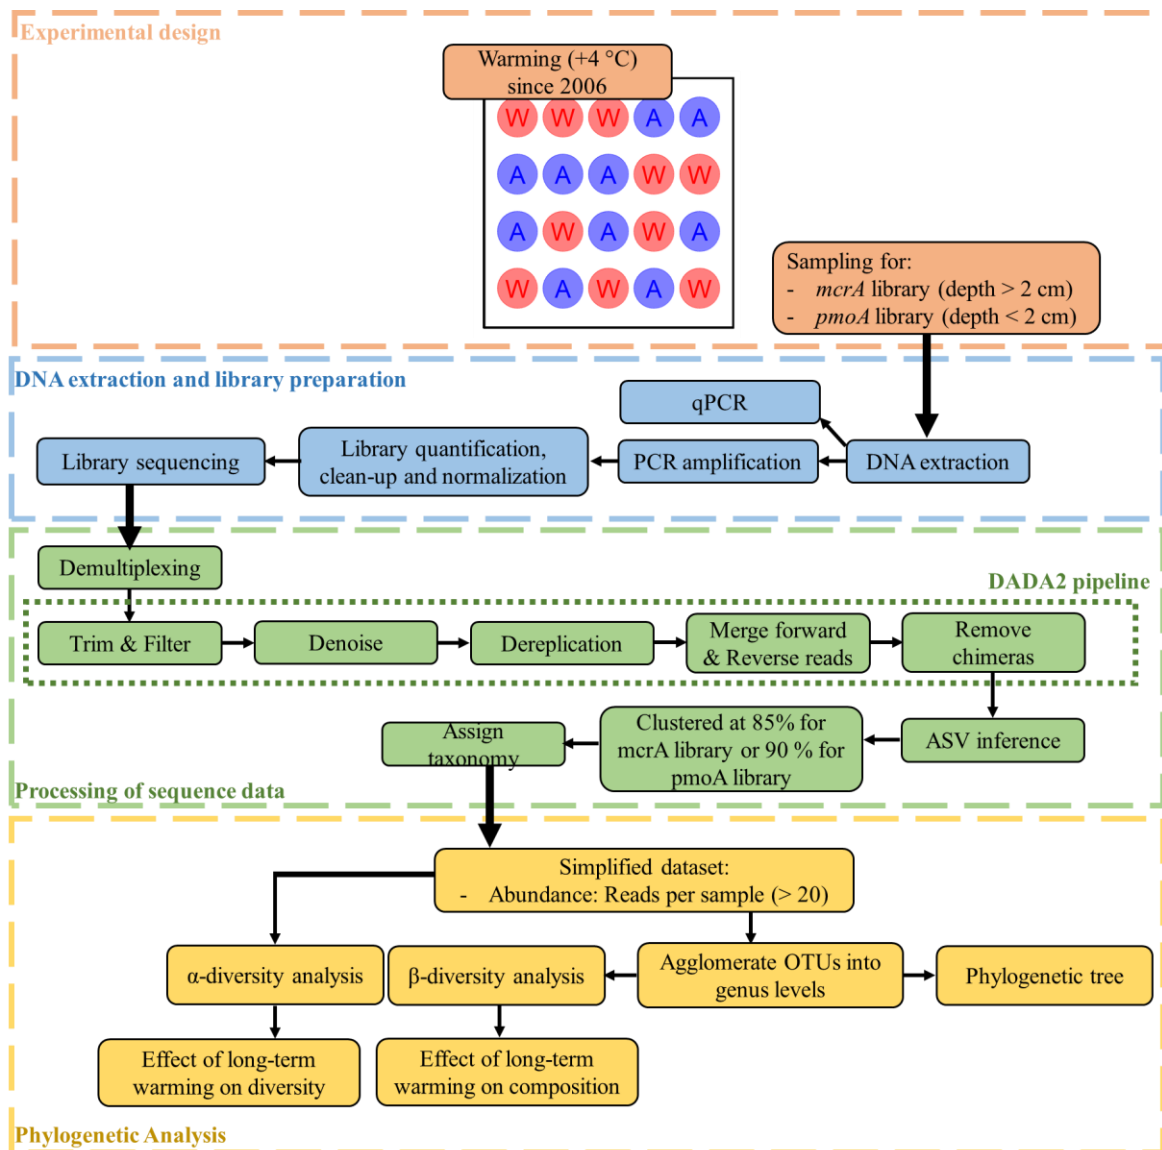 Experimental design
Warming (+4 °C)
since 2006
W W W A A
A A A W W
A W A W A
W A W A W
Sampling for:
- mcrA library (depth > 2 cm)
- pmoA library (depth < 2 cm)
DNA extraction and library preparation
qPCR
Library sequencing
Library quantification,
clean-up and normalization
PCR amplification
DNA extraction
Demultiplexing
DADA2 pipeline
Trim & Filter
Denoise
Dereplication
Merge forward
& Reverse reads
Remove
chimeras
Assign
taxonomy
Clustered at 85% for
mcrA library or 90 % for
pmoA library
ASV inference
Processing of sequence data
Simplified dataset:
- Abundance: Reads per sample (> 20)
α-diversity analysis
β-diversity analysis
Agglomerate OTUs into
genus levels
Phylogenetic tree
Effect of long-term
warming on diversity
Effect of long-term
warming on composition
Phylogenetic Analysis